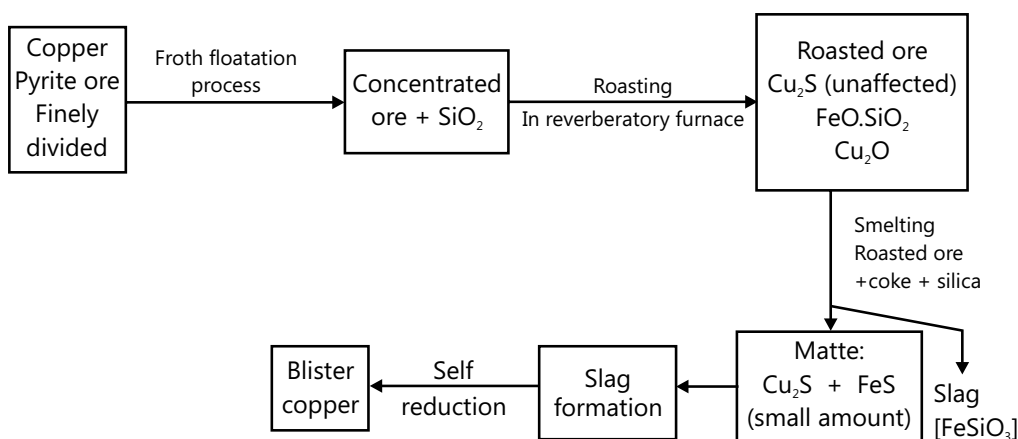 Copper
Pyrite ore
Finely
divided
Froth floatation
process
Concentrated
ore + SiO₂
Roasting
In reverberatory furnace
Roasted ore
Cu₂S (unaffected)
FeO.SiO₂
Cu₂O
Smelting
Roasted ore
+coke + silica
Matte:
Cu₂S + FeS
(small amount)
Slag
[FeSiO₃]
Slag
formation
Self
reduction
Blister
copper